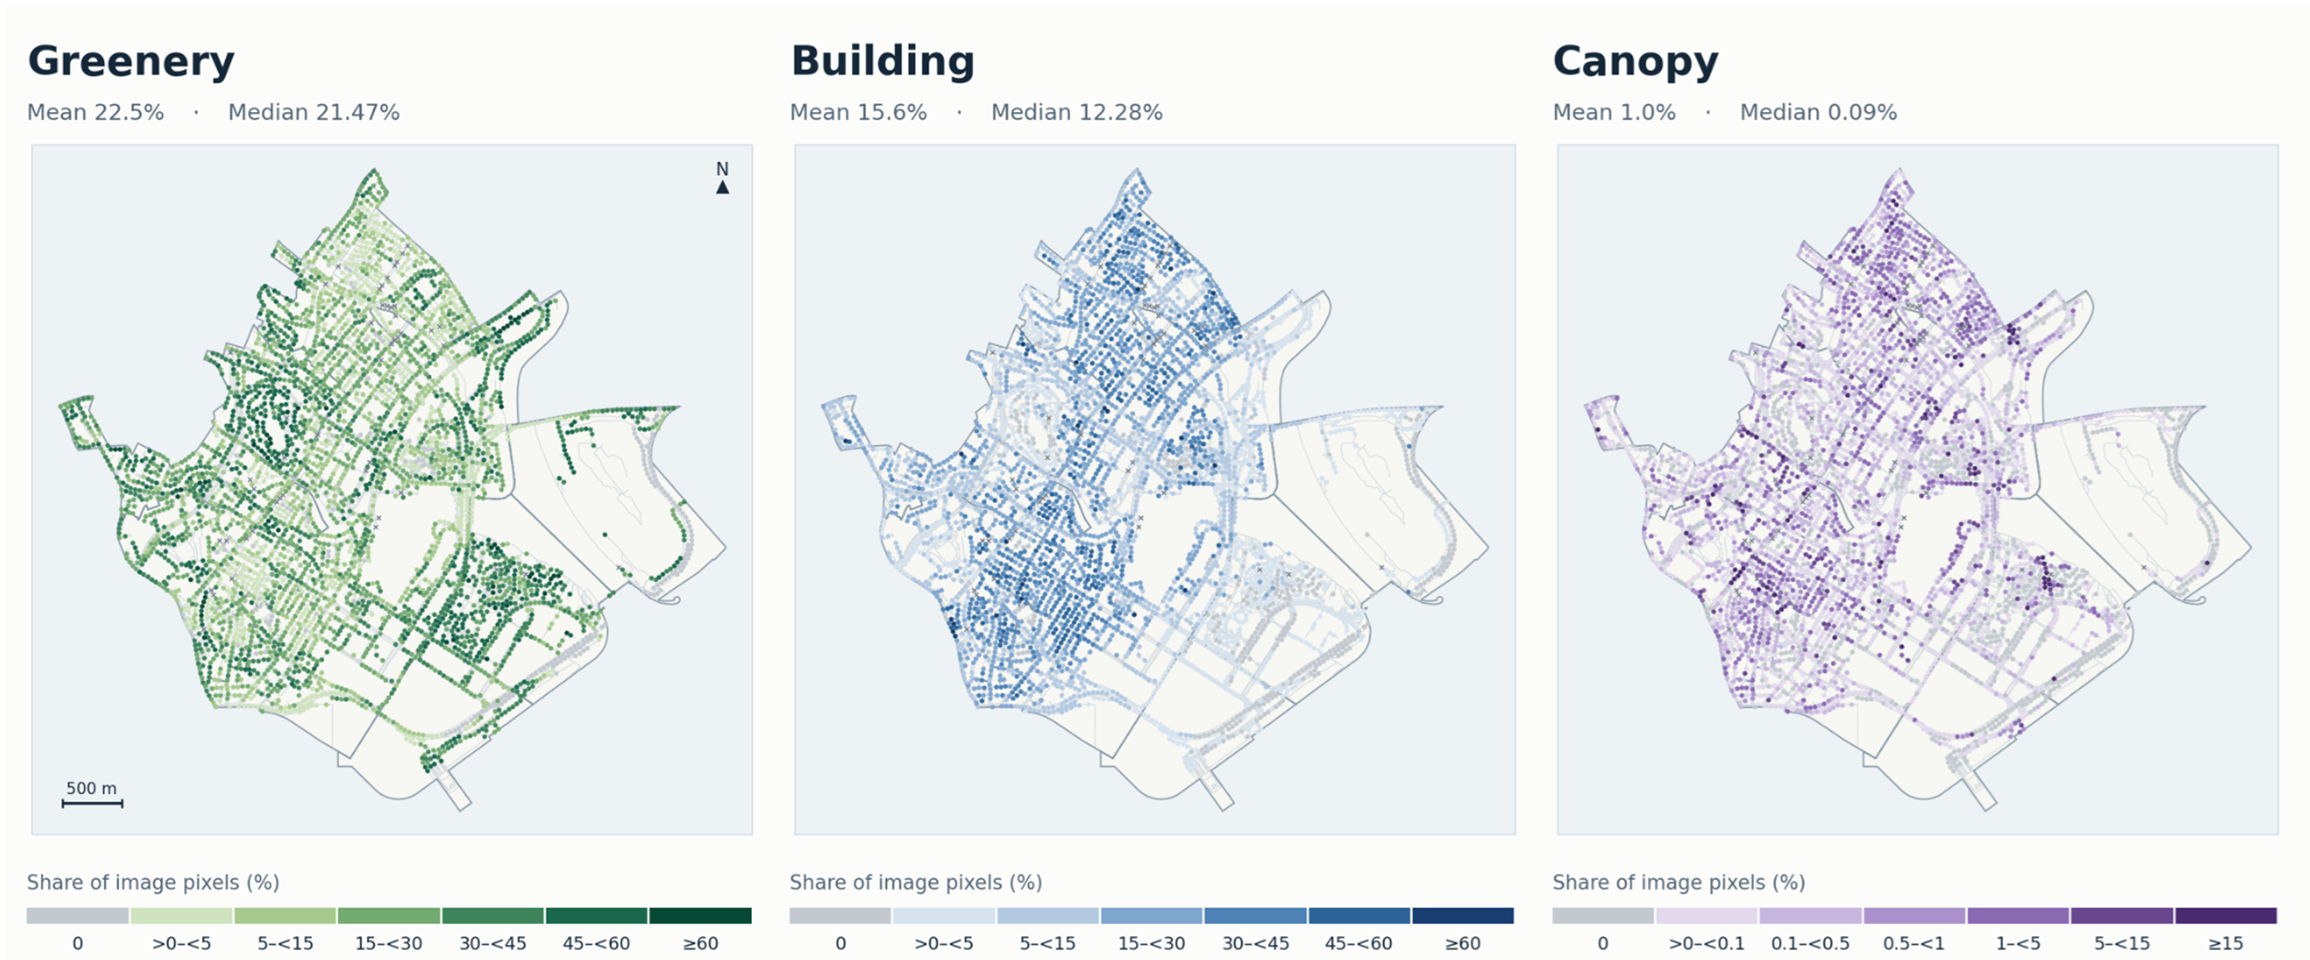 Greenery
Mean 22.5% · Median 21.47%
N
500 m
Share of image pixels (%)
0 >0–<5 5–<15 15–<30 30–<45 45–<60 ≥60
Building
Mean 15.6% · Median 12.28%
Share of image pixels (%)
0 >0–<5 5–<15 15–<30 30–<45 45–<60 ≥60
Canopy
Mean 1.0% · Median 0.09%
Share of image pixels (%)
0 >0–<0.1 0.1–<0.5 0.5–<1 1–<5 5–<15 ≥15